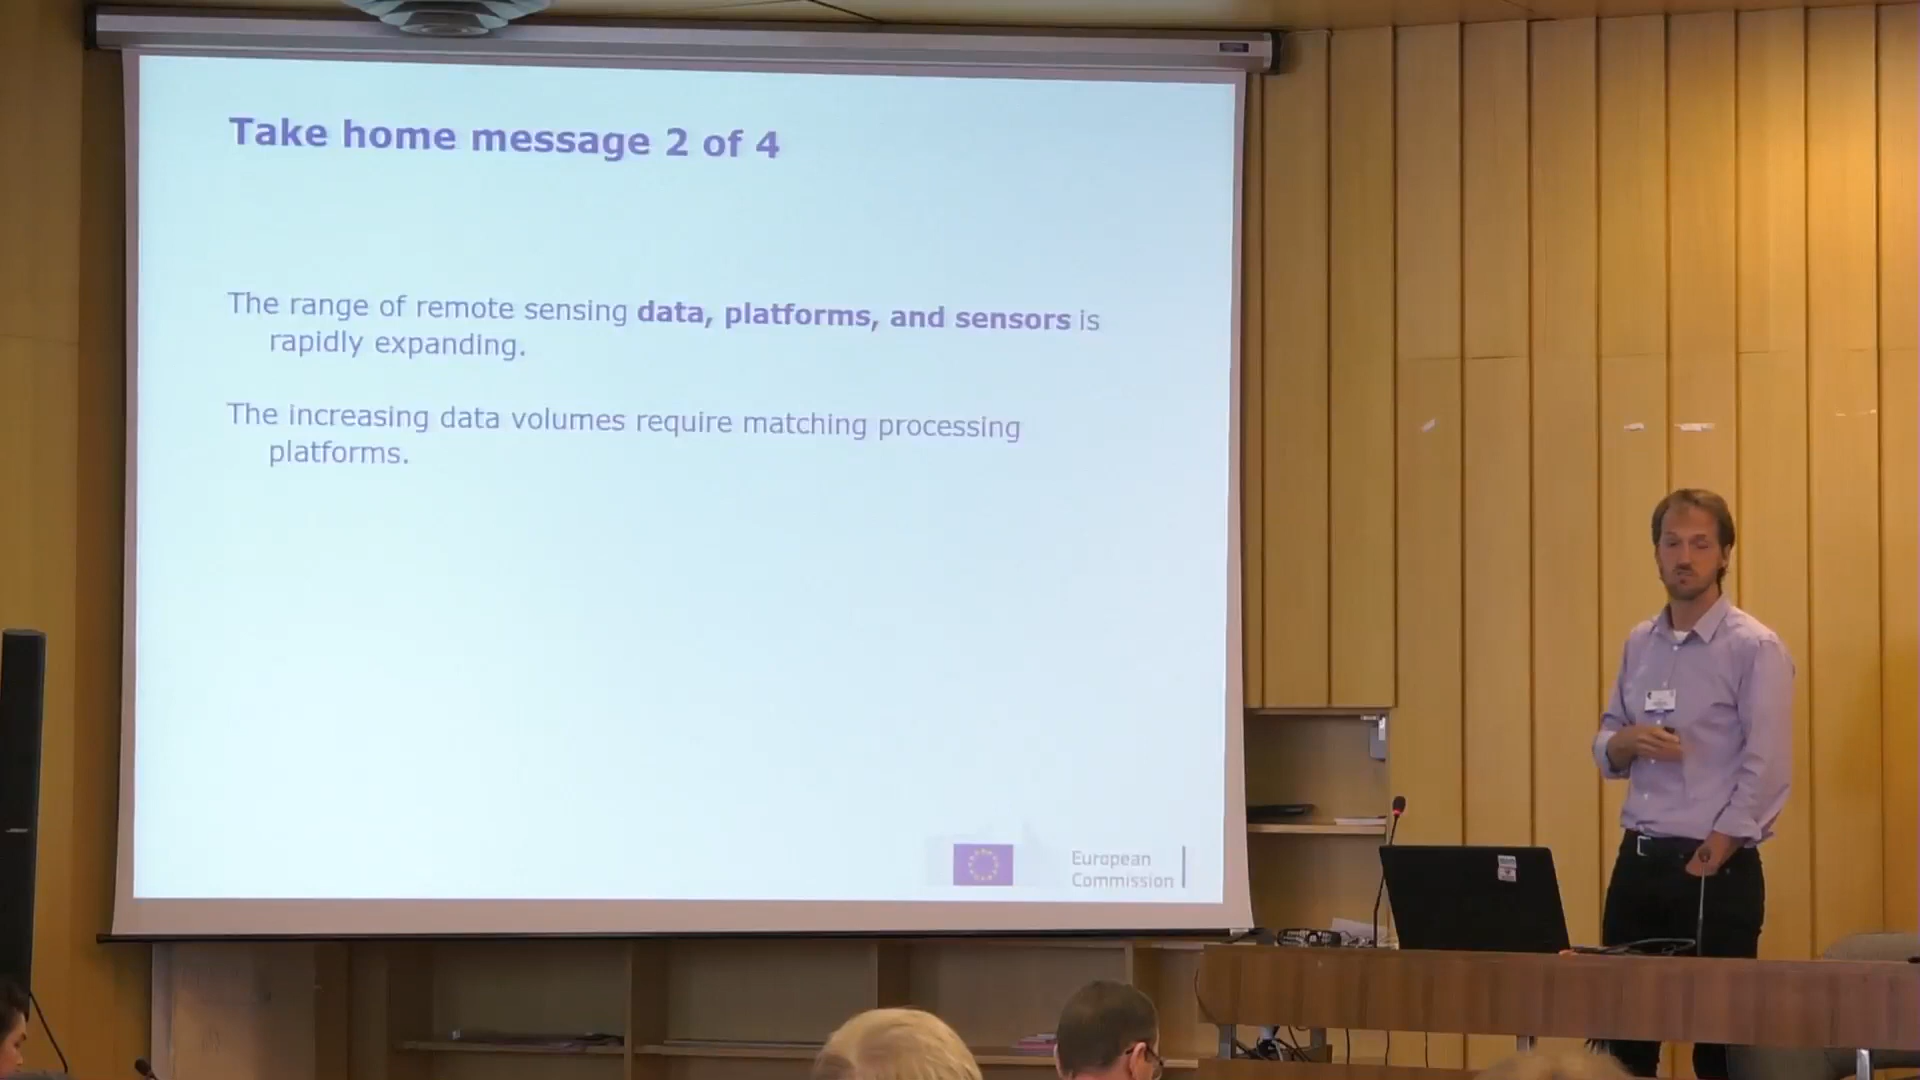 Take home message 2 of 4
The range of remote sensing data, platforms, and sensors is
rapidly expanding.
The increasing data volumes require matching processing
platforms.
European
Commission